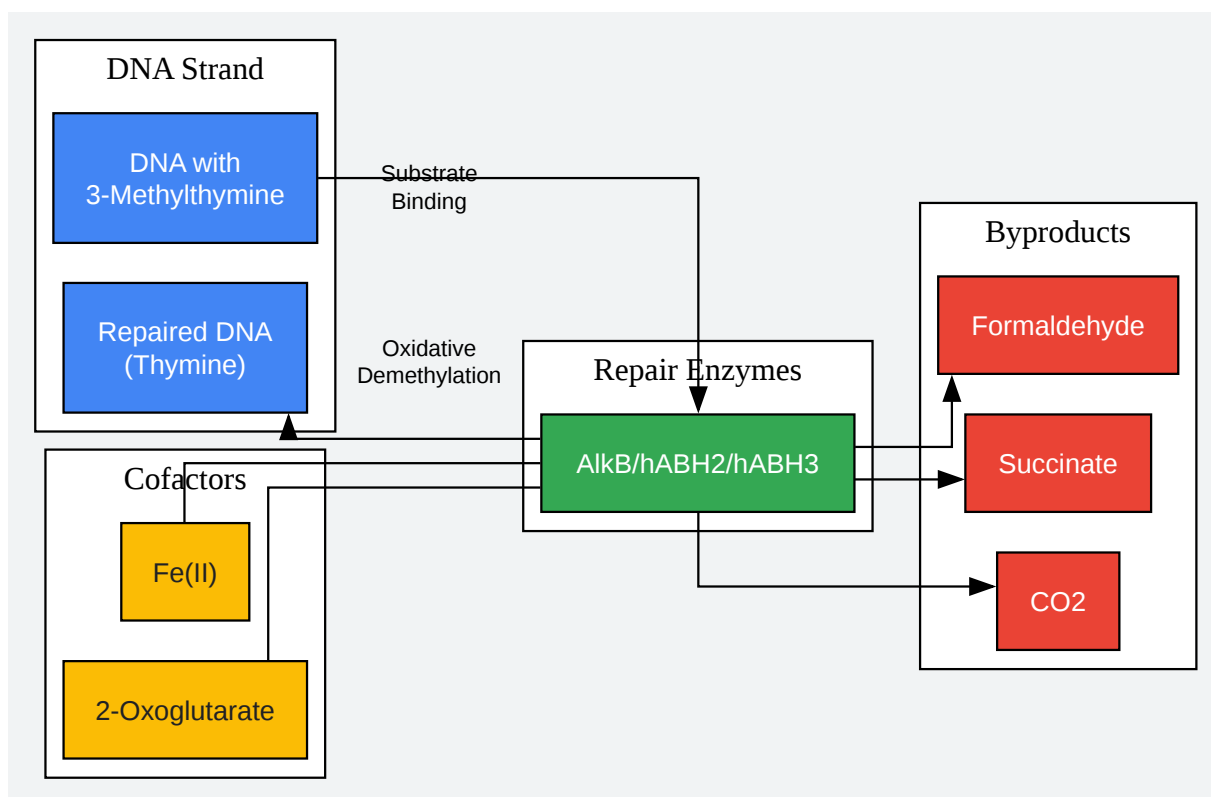 DNA Strand
DNA with
3-Methylthymine
Substrate
Binding
Repaired DNA
(Thymine)
Oxidative
Demethylation
Cofactors
Fe(II)
2-Oxoglutarate
Repair Enzymes
AlkB/hABH2/hABH3
Byproducts
Formaldehyde
Succinate
CO2